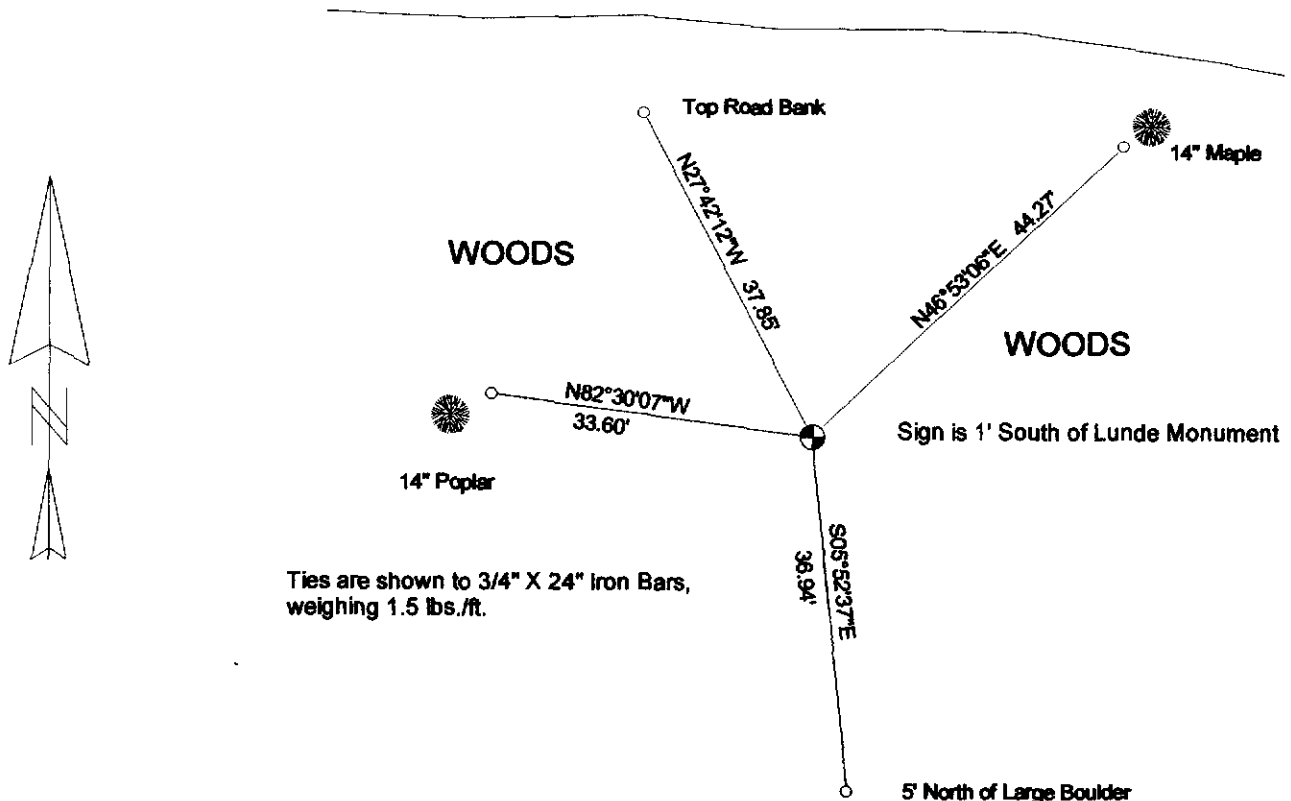 Top Road Bank
14" Maple
N27°42'12"W 37.85'
N46°53'06"E 44.27'
WOODS
WOODS
N82°30'07"W
33.60'
Sign is 1' South of Lunde Monument
14" Poplar
N
S05°52'37"E
36.94'
Ties are shown to 3/4" X 24" Iron Bars,
weighing 1.5 lbs./ft.
5' North of Large Boulder